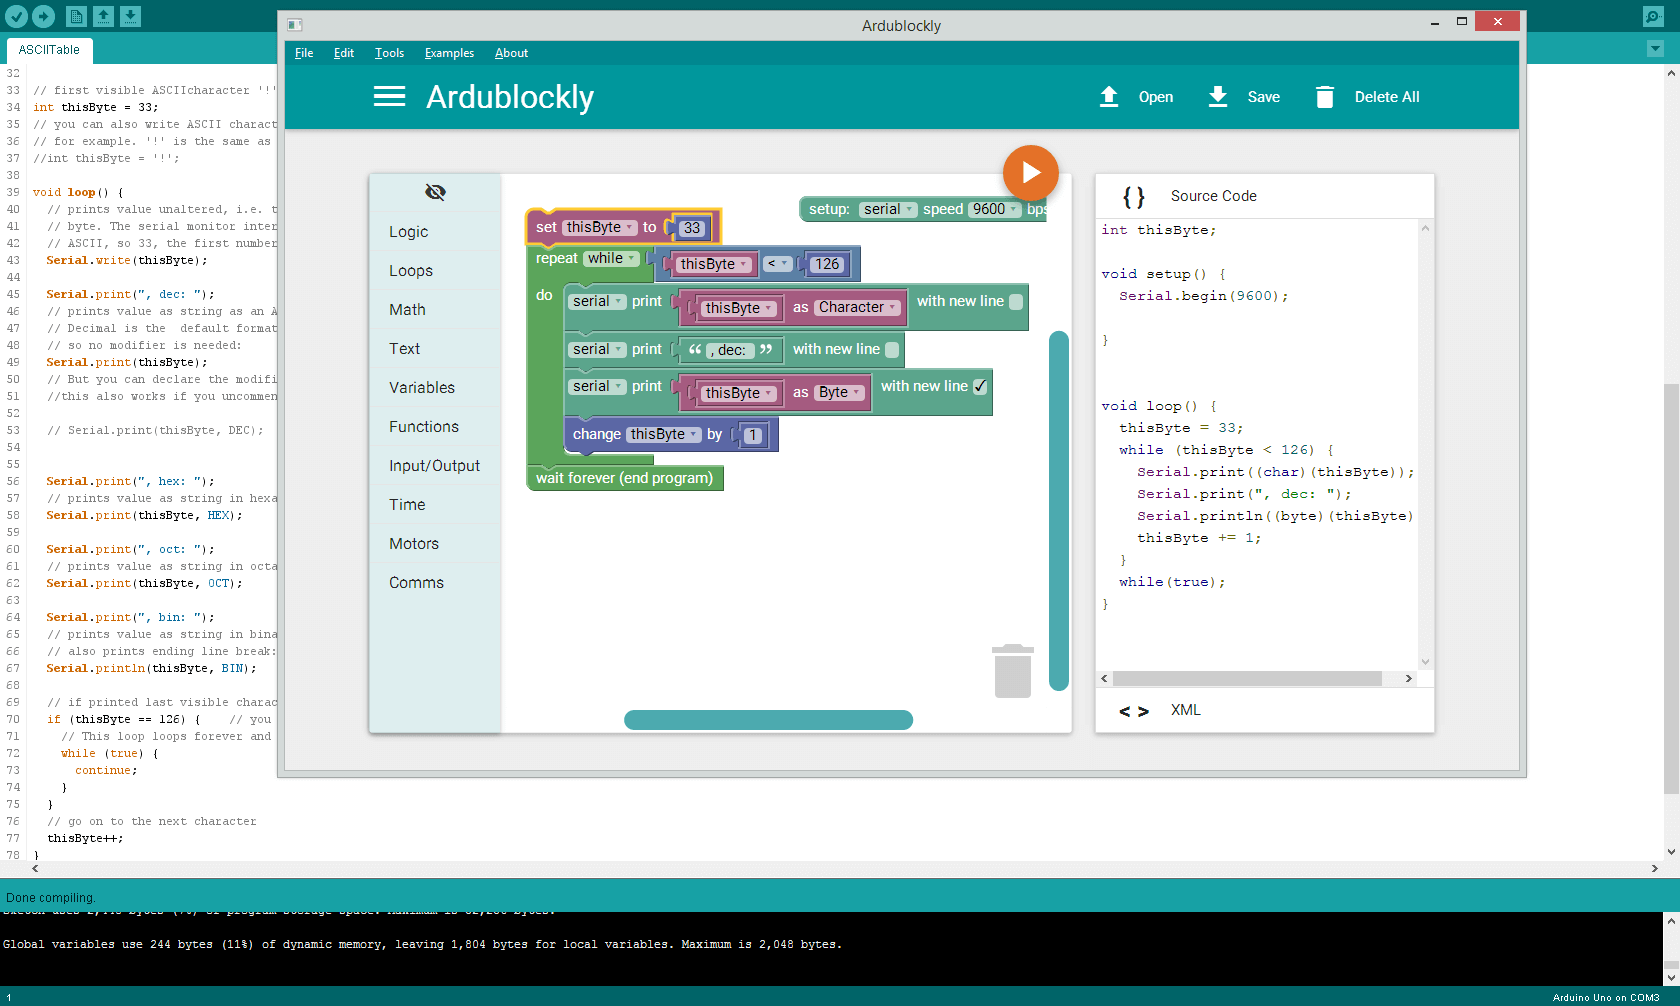 ASCIITable
32
33 // first visible ASCIIcharacter '!'
34 int thisByte = 33;
35 // you can also write ASCII charact
36 // for example. '!' is the same as
37 //int thisByte = '!';
38
39 void loop() {
40 // prints value unaltered, i.e. t
41 // byte. The serial monitor inter
42 // ASCII, so 33, the first number
43 Serial.write(thisByte);
44
45 Serial.print(", dec: ");
46 // prints value as string as an A
47 // Decimal is the  default format
48 // so no modifier is needed:
49 Serial.print(thisByte);
50 // But you can declare the modifi
51 //this also works if you uncommen
52
53 // Serial.print(thisByte, DEC);
54
55
56 Serial.print(", hex: ");
57 // prints value as string in hexa
58 Serial.print(thisByte, HEX);
59
60 Serial.print(", oct: ");
61 // prints value as string in octa
62 Serial.print(thisByte, OCT);
63
64 Serial.print(", bin: ");
65 // prints value as string in bina
66 // also prints ending line break:
67 Serial.println(thisByte, BIN);
68
69 // if printed last visible charac
70 if (thisByte == 126) {    // you
71 // This loop loops forever and
72 while (true) {
73 continue;
74 }
75 }
76 // go on to the next character
77 thisByte++;
78 }
Ardublockly
File Edit Tools Examples About
Ardublockly
Open Save Delete All
Logic
Loops
Math
Text
Variables
Functions
Input/Output
Time
Motors
Comms
setup: serial speed 9600 bps
set thisByte to 33
repeat while thisByte < 126
do
serial print thisByte as Character with new line
serial print “ , dec: ” with new line
serial print thisByte as Byte with new line ✓
change thisByte by 1
wait forever (end program)
{} Source Code
int thisByte;
void setup() {
Serial.begin(9600);
}
void loop() {
thisByte = 33;
while (thisByte < 126) {
Serial.print((char)(thisByte));
Serial.print(", dec: ");
Serial.println((byte)(thisByte)
thisByte += 1;
}
while(true);
}
< > XML
Done compiling.
Global variables use 244 bytes (11%) of dynamic memory, leaving 1,804 bytes for local variables. Maximum is 2,048 bytes.
1
Arduino Uno on COM3